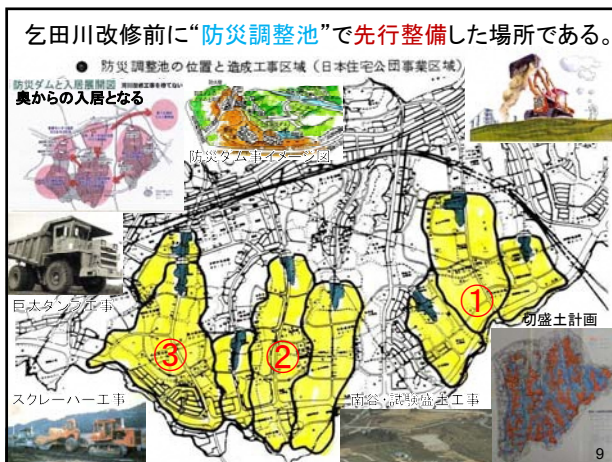 乞田川改修前に“防災調整池”で先行整備した場所である。
● 防災調整池の位置と造成工事区域（日本住宅公団事業区域）
防災ダムと入居展開図
奥からの入居となる
防災ダム事イメージ図
巨大タンプ工事
①
切盛土計画
③
②
スクレーハー工事
南谷・試験盛土工事
9